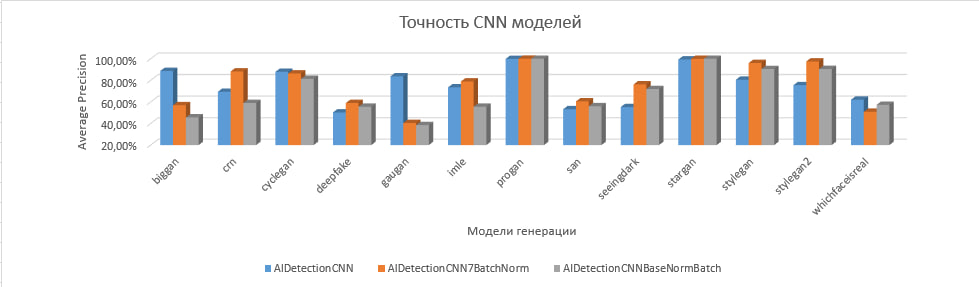 Точность CNN моделей
Average Precision
100,00%
80,00%
60,00%
40,00%
20,00%
biggan
crn
cyclegan
deepfake
gaugan
imle
progan
san
seeingdark
stargan
stylegan
stylegan2
whichfaceisreal
Модели генерации
AIDetectionCNN
AIDetectionCNN7BatchNorm
AIDetectionCNNBaseNormBatch